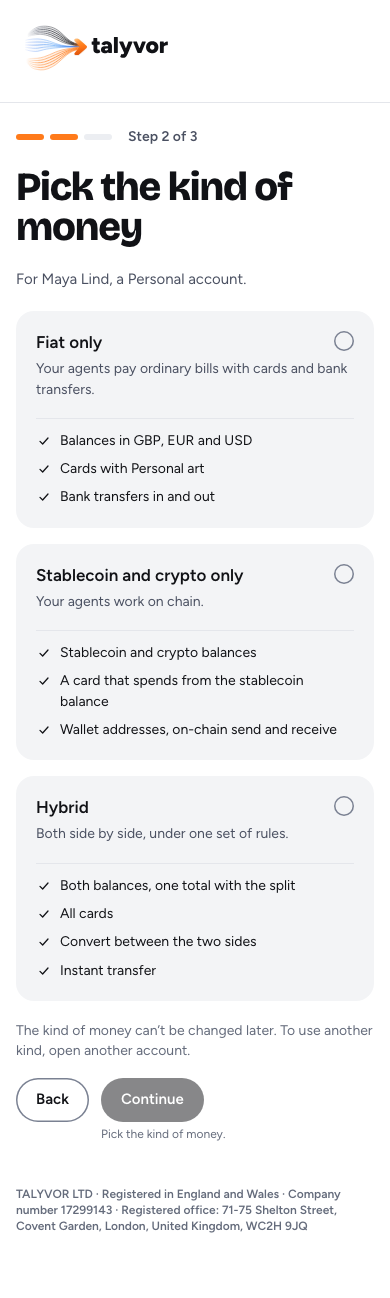 talyvor
Step 2 of 3
Pick the kind of
money
For Maya Lind, a Personal account.
Fiat only
Your agents pay ordinary bills with cards and bank
transfers.
Balances in GBP, EUR and USD
Cards with Personal art
Bank transfers in and out
Stablecoin and crypto only
Your agents work on chain.
Stablecoin and crypto balances
A card that spends from the stablecoin
balance
Wallet addresses, on-chain send and receive
Hybrid
Both side by side, under one set of rules.
Both balances, one total with the split
All cards
Convert between the two sides
Instant transfer
The kind of money can’t be changed later. To use another
kind, open another account.
Back
Continue
Pick the kind of money.
TALYVOR LTD · Registered in England and Wales · Company
number 17299143 · Registered office: 71-75 Shelton Street,
Covent Garden, London, United Kingdom, WC2H 9JQ